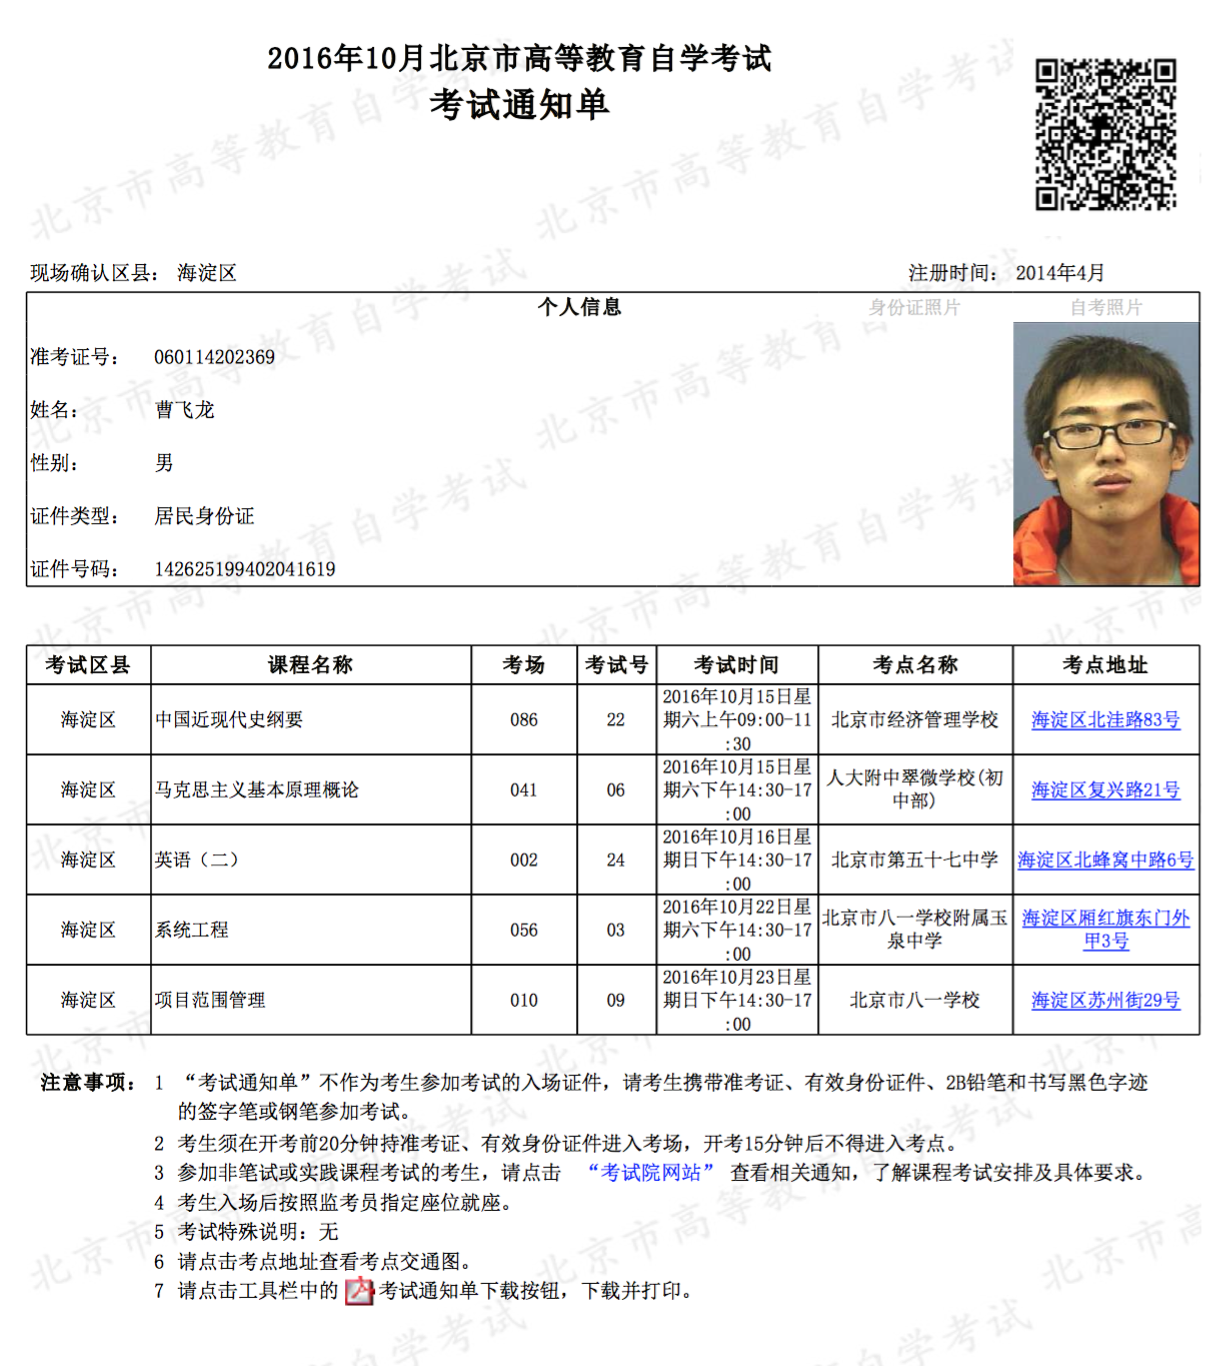 2016年10月北京市高等教育自学考试
考试通知单
现场确认区县： 海淀区 注册时间： 2014年4月
个人信息 身份证照片 自考照片
准考证号： 060114202369
姓名： 曹飞龙
性别： 男
证件类型： 居民身份证
证件号码： 142625199402041619
考试区县 课程名称 考场 考试号 考试时间 考点名称 考点地址
海淀区 中国近现代史纲要 086 22 2016年10月15日星期六上午09:00-11:30 北京市经济管理学校 海淀区北洼路83号
海淀区 马克思主义基本原理概论 041 06 2016年10月15日星期六下午14:30-17:00 人大附中翠微学校(初中部) 海淀区复兴路21号
海淀区 英语（二） 002 24 2016年10月16日星期日下午14:30-17:00 北京市第五十七中学 海淀区北蜂窝中路6号
海淀区 系统工程 056 03 2016年10月22日星期六下午14:30-17:00 北京市八一学校附属玉泉中学 海淀区厢红旗东门外甲3号
海淀区 项目范围管理 010 09 2016年10月23日星期日下午14:30-17:00 北京市八一学校 海淀区苏州街29号
注意事项： 1 “考试通知单”不作为考生参加考试的入场证件，请考生携带准考证、有效身份证件、2B铅笔和书写黑色字迹
的签字笔或钢笔参加考试。
2 考生须在开考前20分钟持准考证、有效身份证件进入考场，开考15分钟后不得进入考点。
3 参加非笔试或实践课程考试的考生，请点击 “考试院网站” 查看相关通知，了解课程考试安排及具体要求。
4 考生入场后按照监考员指定座位就座。
5 考试特殊说明：无
6 请点击考点地址查看考点交通图。
7 请点击工具栏中的 考试通知单下载按钮，下载并打印。
北京市高等教育自学考试